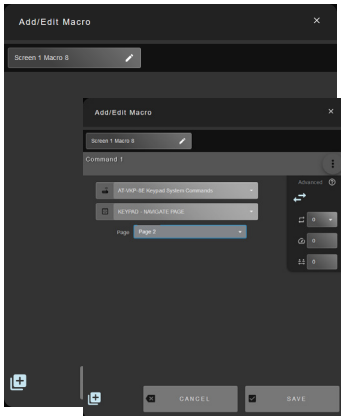 Add/Edit Macro
Screen 1 Macro 8
Add/Edit Macro
Screen 1 Macro 8
Command 1
Advanced
AT-VKP-8E Keypad System Commands
KEYPAD - NAVIGATE PAGE
Page Page 2
0
0
0
CANCEL
SAVE